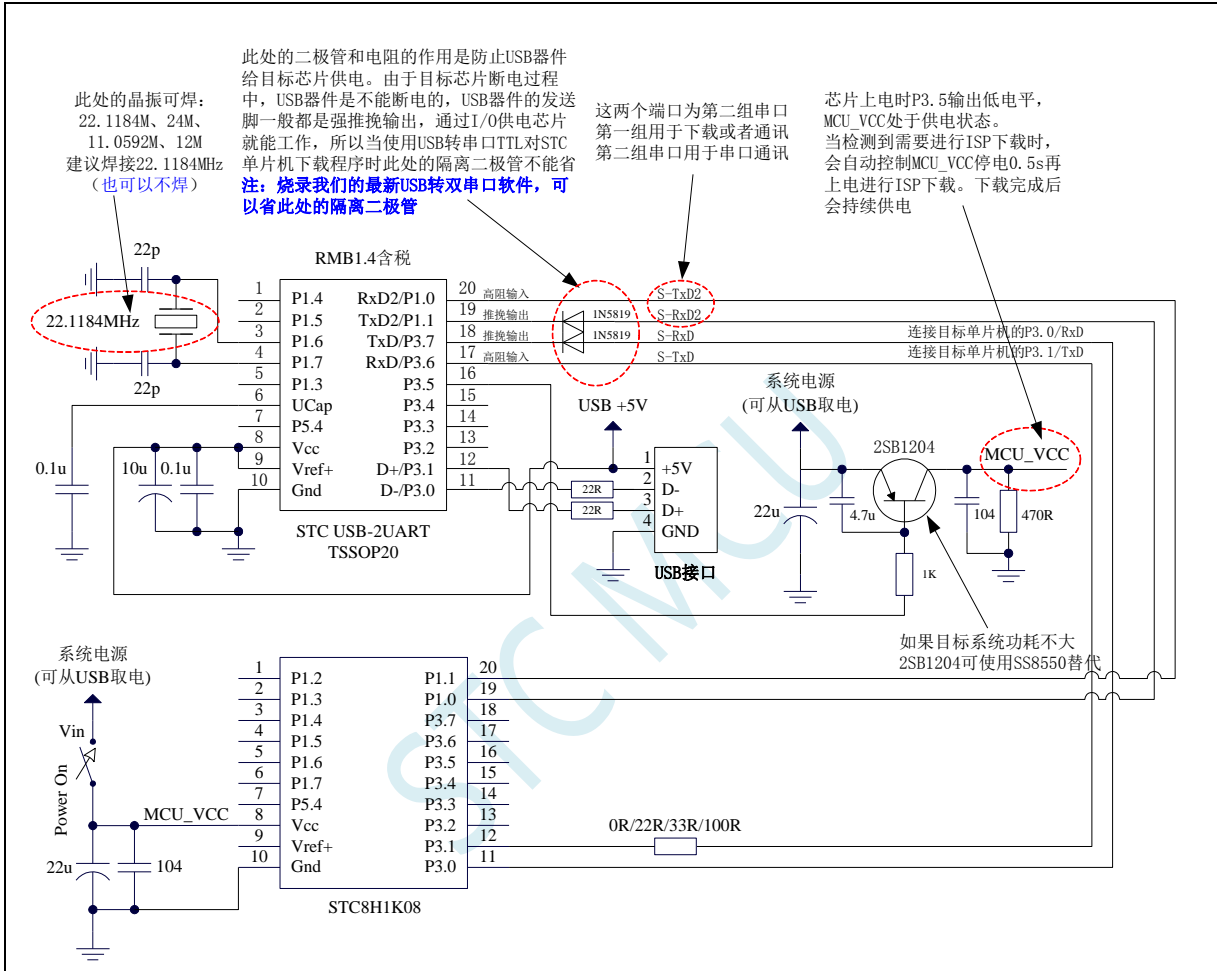 此处的二极管和电阻的作用是防止USB器件
给目标芯片供电。由于目标芯片断电过程
中，USB器件是不能断电的，USB器件的发送
脚一般都是强推挽输出，通过I/O供电芯片
就能工作，所以当使用USB转串口TTL对STC
单片机下载程序时此处的隔离二极管不能省
注：烧录我们的最新USB转双串口软件，可
以省此处的隔离二极管
此处的晶振可焊：
22.1184M、24M、
11.0592M、12M
建议焊接22.1184MHz
（也可以不焊）
这两个端口为第二组串口
第一组用于下载或者通讯
第二组串口用于串口通讯
芯片上电时P3.5输出低电平，
MCU_VCC处于供电状态。
当检测到需要进行ISP下载时，
会自动控制MCU_VCC停电0.5s再
上电进行ISP下载。下载完成后
会持续供电
22p
22.1184MHz
22p
RMB1.4含税
1 P1.4 RxD2/P1.0 20 高阻输入 S-TxD2
2 P1.5 TxD2/P1.1 19 推挽输出 1N5819 S-RxD2
3 P1.6 TxD/P3.7 18 推挽输出 1N5819 S-RxD 连接目标单片机的P3.0/RxD
4 P1.7 RxD/P3.6 17 高阻输入 S-TxD 连接目标单片机的P3.1/TxD
5 P1.3 P3.5 16
6 UCap P3.4 15
7 P5.4 P3.3 14
8 Vcc P3.2 13
9 Vref+ D+/P3.1 12
10 Gnd D-/P3.0 11
STC USB-2UART
TSSOP20
0.1u
10u
0.1u
USB +5V
1 +5V
2 D-
3 D+
4 GND
22R
22R
USB接口
系统电源
(可从USB取电)
2SB1204
MCU_VCC
22u
4.7u
104
470R
1K
如果目标系统功耗不大
2SB1204可使用SS8550替代
系统电源
(可从USB取电)
Vin
Power On
MCU_VCC
22u
104
1 P1.2 P1.1 20
2 P1.3 P1.0 19
3 P1.4 P3.7 18
4 P1.5 P3.6 17
5 P1.6 P3.5 16
6 P1.7 P3.4 15
7 P5.4 P3.3 14
8 Vcc P3.2 13
9 Vref+ P3.1 12
10 Gnd P3.0 11
0R/22R/33R/100R
STC8H1K08
STC MCU